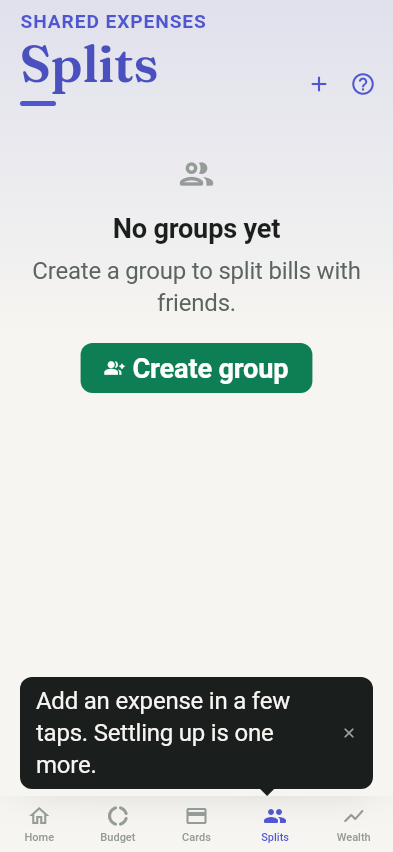 SHARED EXPENSES
Splits
No groups yet
Create a group to split bills with
friends.
Create group
Add an expense in a few
taps. Settling up is one
more.
Home
Budget
Cards
Splits
Wealth